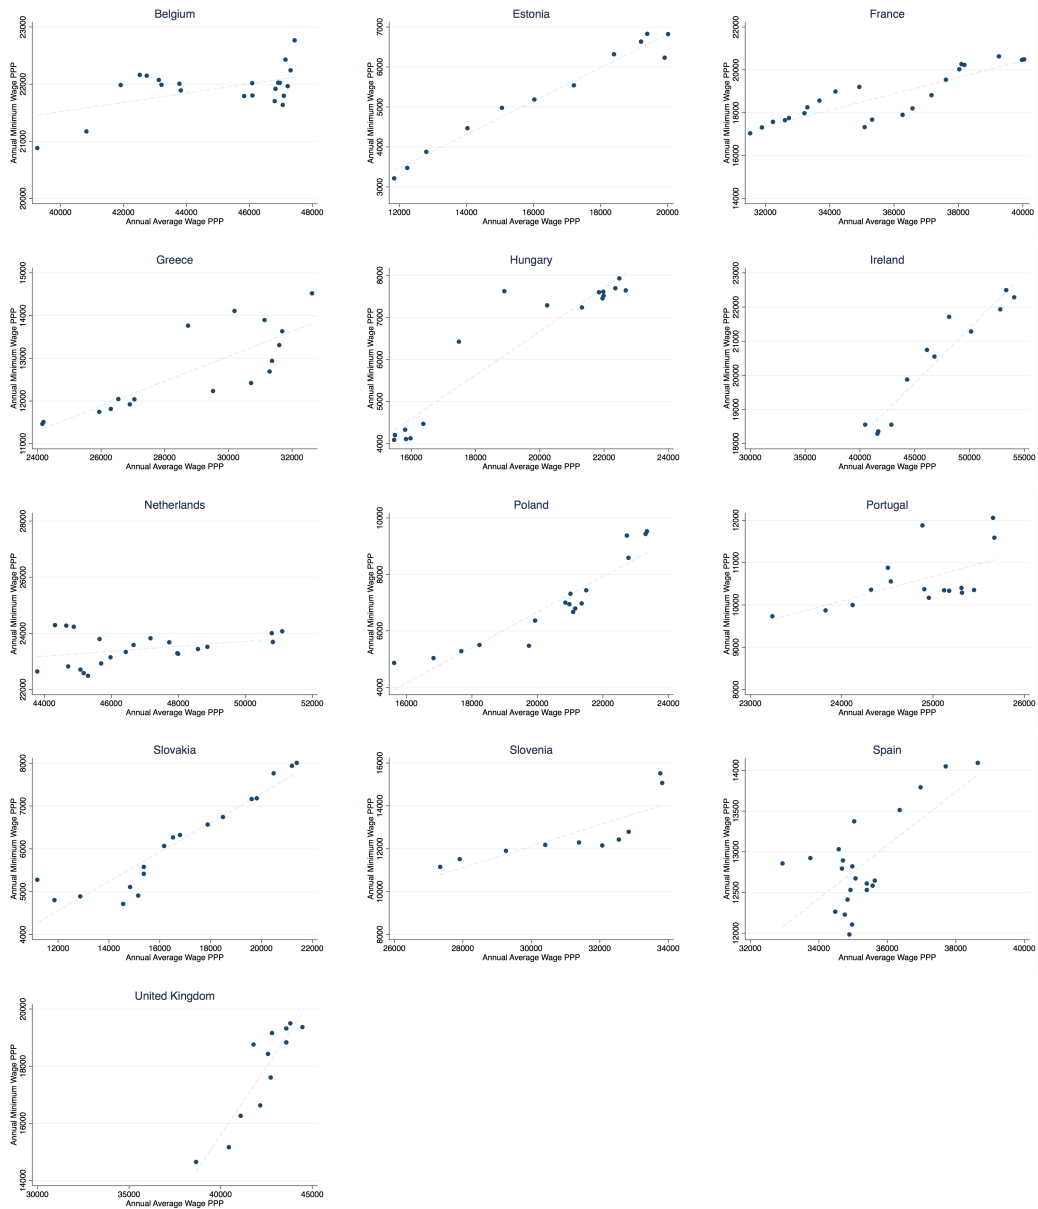 Belgium
Annual Minimum Wage PPP
20000 21000 22000 23000
40000 42000 44000 46000 48000
Annual Average Wage PPP
Estonia
Annual Minimum Wage PPP
3000 4000 5000 6000 7000
12000 14000 16000 18000 20000
Annual Average Wage PPP
France
Annual Minimum Wage PPP
14000 16000 18000 20000 22000
32000 34000 36000 38000 40000
Annual Average Wage PPP
Greece
Annual Minimum Wage PPP
11000 12000 13000 14000 15000
24000 26000 28000 30000 32000
Annual Average Wage PPP
Hungary
Annual Minimum Wage PPP
4000 5000 6000 7000 8000
16000 18000 20000 22000 24000
Annual Average Wage PPP
Ireland
Annual Minimum Wage PPP
18000 19000 20000 21000 22000 23000
30000 35000 40000 45000 50000 55000
Annual Average Wage PPP
Netherlands
Annual Minimum Wage PPP
22000 24000 26000 28000
44000 46000 48000 50000 52000
Annual Average Wage PPP
Poland
Annual Minimum Wage PPP
4000 6000 8000 10000
16000 18000 20000 22000 24000
Annual Average Wage PPP
Portugal
Annual Minimum Wage PPP
8000 9000 10000 11000 12000
23000 24000 25000 26000
Annual Average Wage PPP
Slovakia
Annual Minimum Wage PPP
4000 5000 6000 7000 8000
12000 14000 16000 18000 20000 22000
Annual Average Wage PPP
Slovenia
Annual Minimum Wage PPP
8000 10000 12000 14000 16000
26000 28000 30000 32000 34000
Annual Average Wage PPP
Spain
Annual Minimum Wage PPP
12000 12500 13000 13500 14000
32000 34000 36000 38000 40000
Annual Average Wage PPP
United Kingdom
Annual Minimum Wage PPP
14000 16000 18000 20000
30000 35000 40000 45000
Annual Average Wage PPP